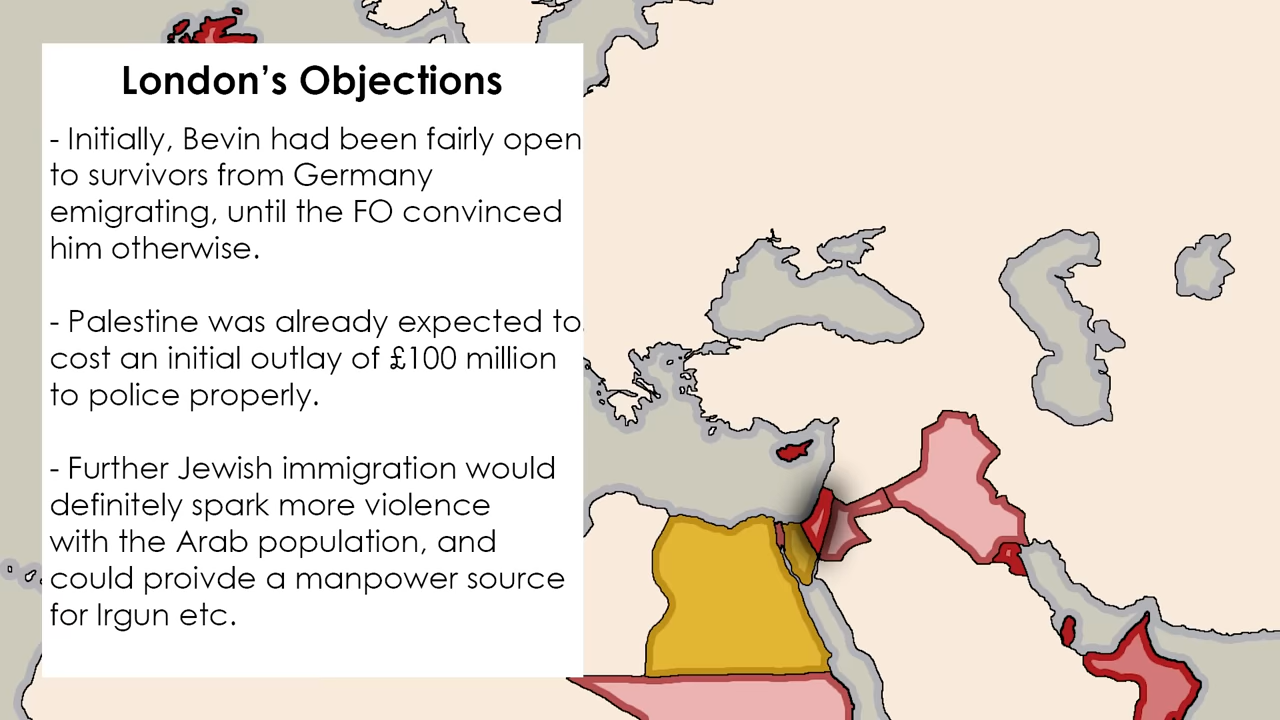 London's Objections
- Initially, Bevin had been fairly open
to survivors from Germany
emigrating, until the FO convinced
him otherwise.
- Palestine was already expected to
cost an initial outlay of £100 million
to police properly.
- Further Jewish immigration would
definitely spark more violence
with the Arab population, and
could proivde a manpower source
for Irgun etc.